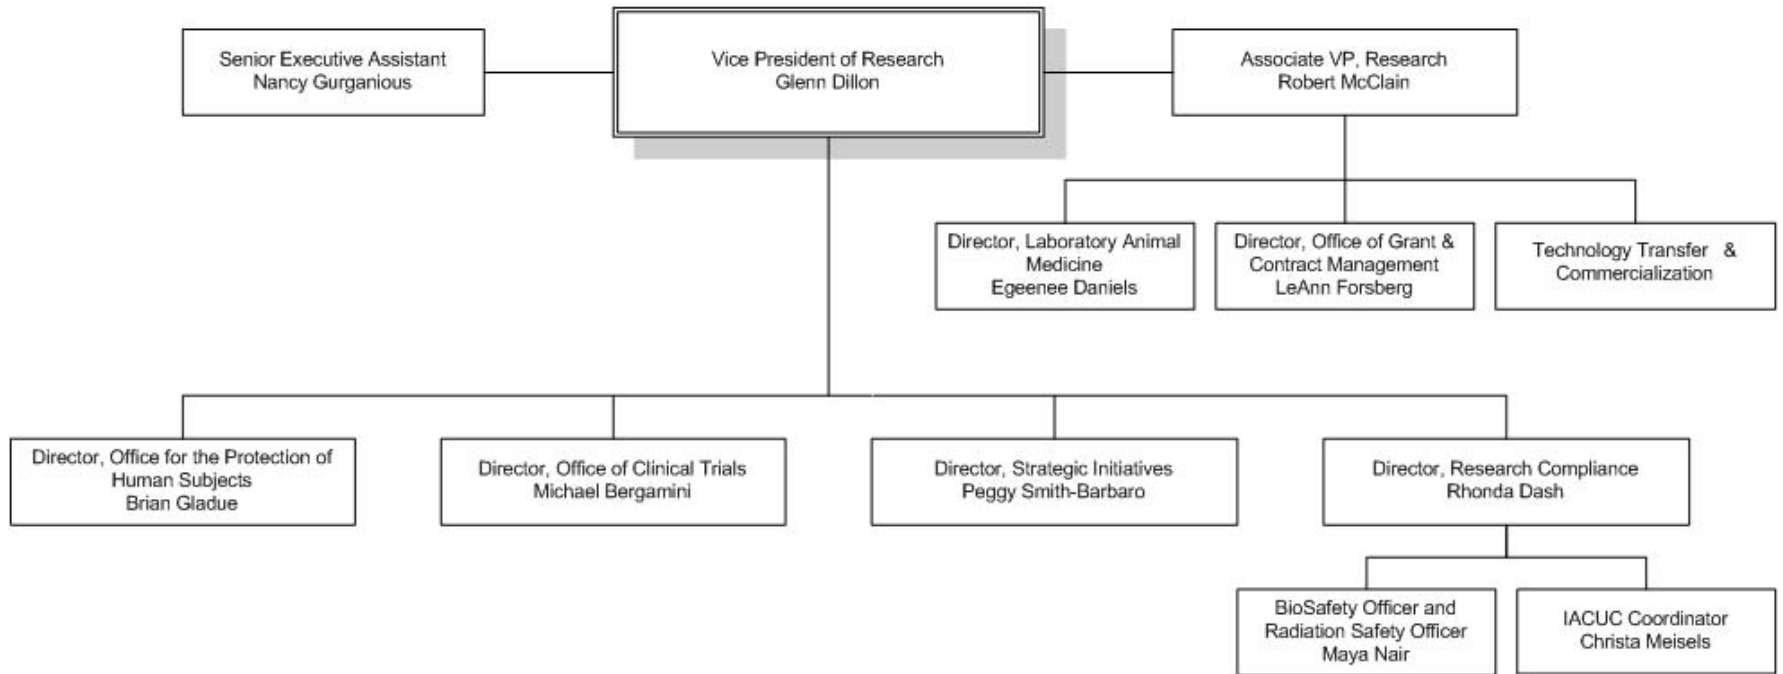 Senior Executive Assistant
Nancy Gurganious
Vice President of Research
Glenn Dillon
Associate VP, Research
Robert McClain
Director, Laboratory Animal
Medicine
Egeenee Daniels
Director, Office of Grant &
Contract Management
LeAnn Forsberg
Technology Transfer &
Commercialization
Director, Office for the Protection of
Human Subjects
Brian Gladue
Director, Office of Clinical Trials
Michael Bergamini
Director, Strategic Initiatives
Peggy Smith-Barbaro
Director, Research Compliance
Rhonda Dash
BioSafety Officer and
Radiation Safety Officer
Maya Nair
IACUC Coordinator
Christa Meisels